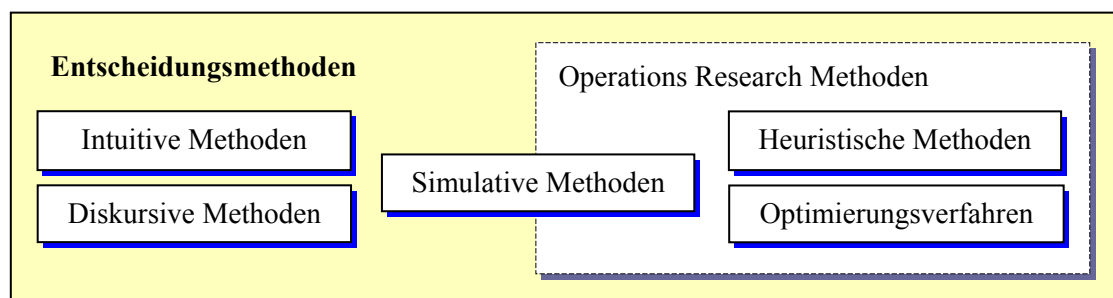 Entscheidungsmethoden
Operations Research Methoden
Intuitive Methoden
Heuristische Methoden
Simulative Methoden
Diskursive Methoden
Optimierungsverfahren